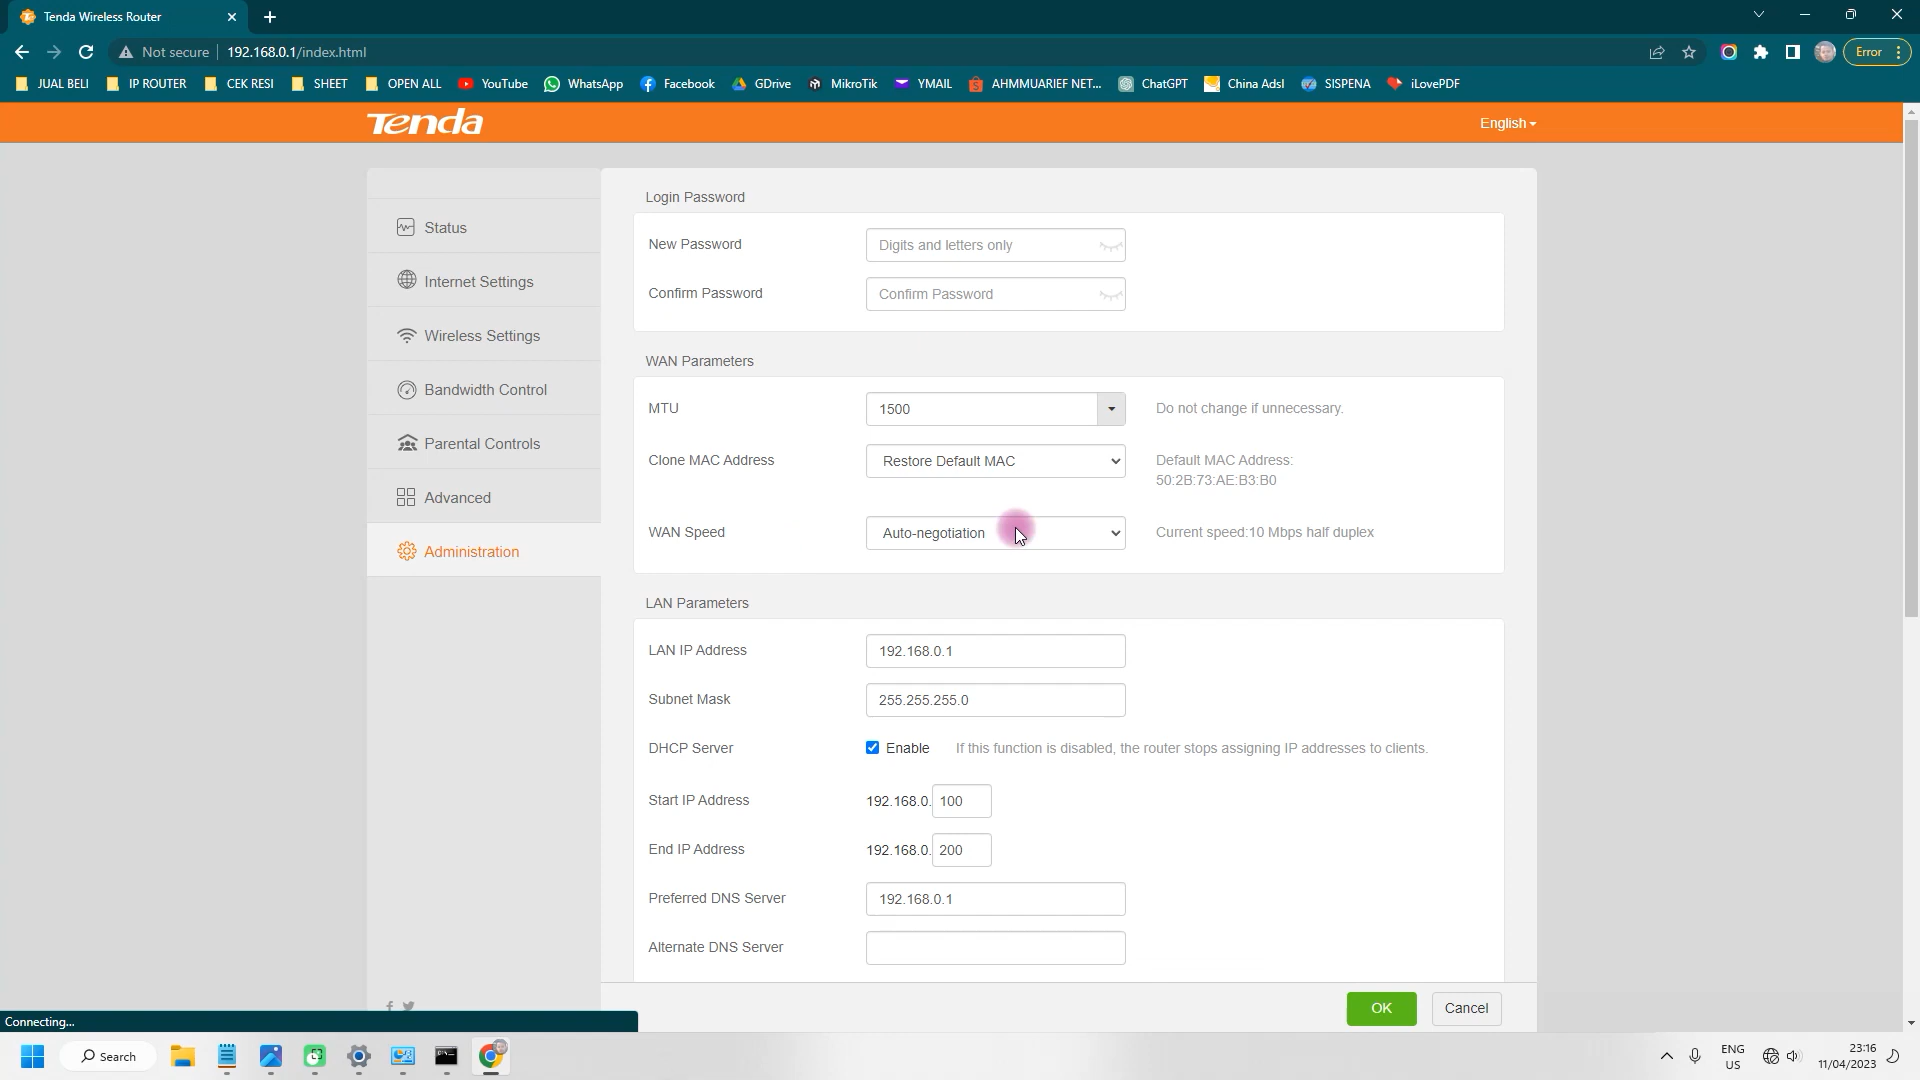 Tenda Wireless Router
Not secure 192.168.0.1/index.html Error
JUAL BELI IP ROUTER CEK RESI SHEET OPEN ALL YouTube WhatsApp Facebook GDrive MikroTik YMAIL AHMMUARIEF NET... ChatGPT China Adsl SISPENA iLovePDF
Tenda English
Status
Internet Settings
Wireless Settings
Bandwidth Control
Parental Controls
Advanced
Administration
Login Password
New Password Digits and letters only
Confirm Password Confirm Password
WAN Parameters
MTU 1500 Do not change if unnecessary.
Clone MAC Address Restore Default MAC Default MAC Address:
50:2B:73:AE:B3:B0
WAN Speed Auto-negotiation Current speed:10 Mbps half duplex
LAN Parameters
LAN IP Address 192.168.0.1
Subnet Mask 255.255.255.0
DHCP Server Enable If this function is disabled, the router stops assigning IP addresses to clients.
Start IP Address 192.168.0. 100
End IP Address 192.168.0. 200
Preferred DNS Server 192.168.0.1
Alternate DNS Server
OK Cancel
Connecting...
Search
ENG
US
23:16
11/04/2023